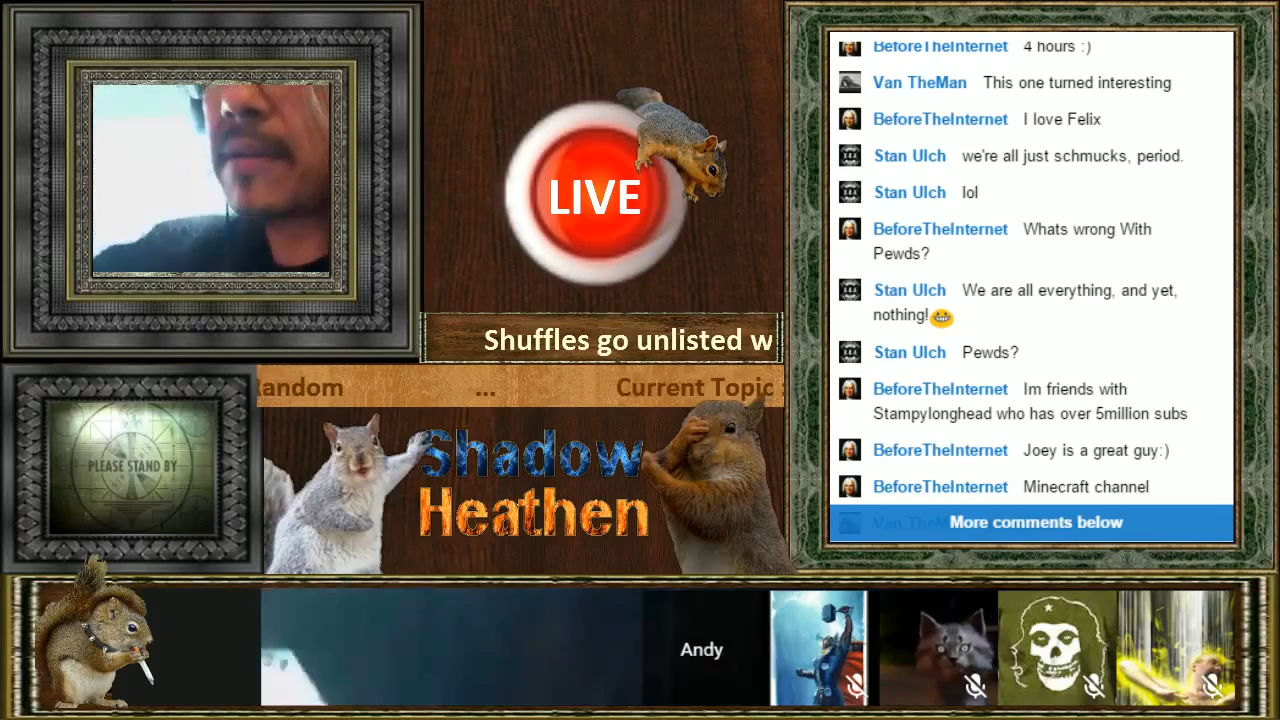 LIVE
Shuffles go unlisted w
andom ... Current Topic :
PLEASE STAND BY
Shadow
Heathen
BeforeTheInternet 4 hours :)
Van TheMan This one turned interesting
BeforeTheInternet I love Felix
Stan Ulch we're all just schmucks, period.
Stan Ulch lol
BeforeTheInternet Whats wrong With
Pewds?
Stan Ulch We are all everything, and yet,
nothing!😬
Stan Ulch Pewds?
BeforeTheInternet Im friends with
Stampylonghead who has over 5million subs
BeforeTheInternet Joey is a great guy:)
BeforeTheInternet Minecraft channel
More comments below
Andy